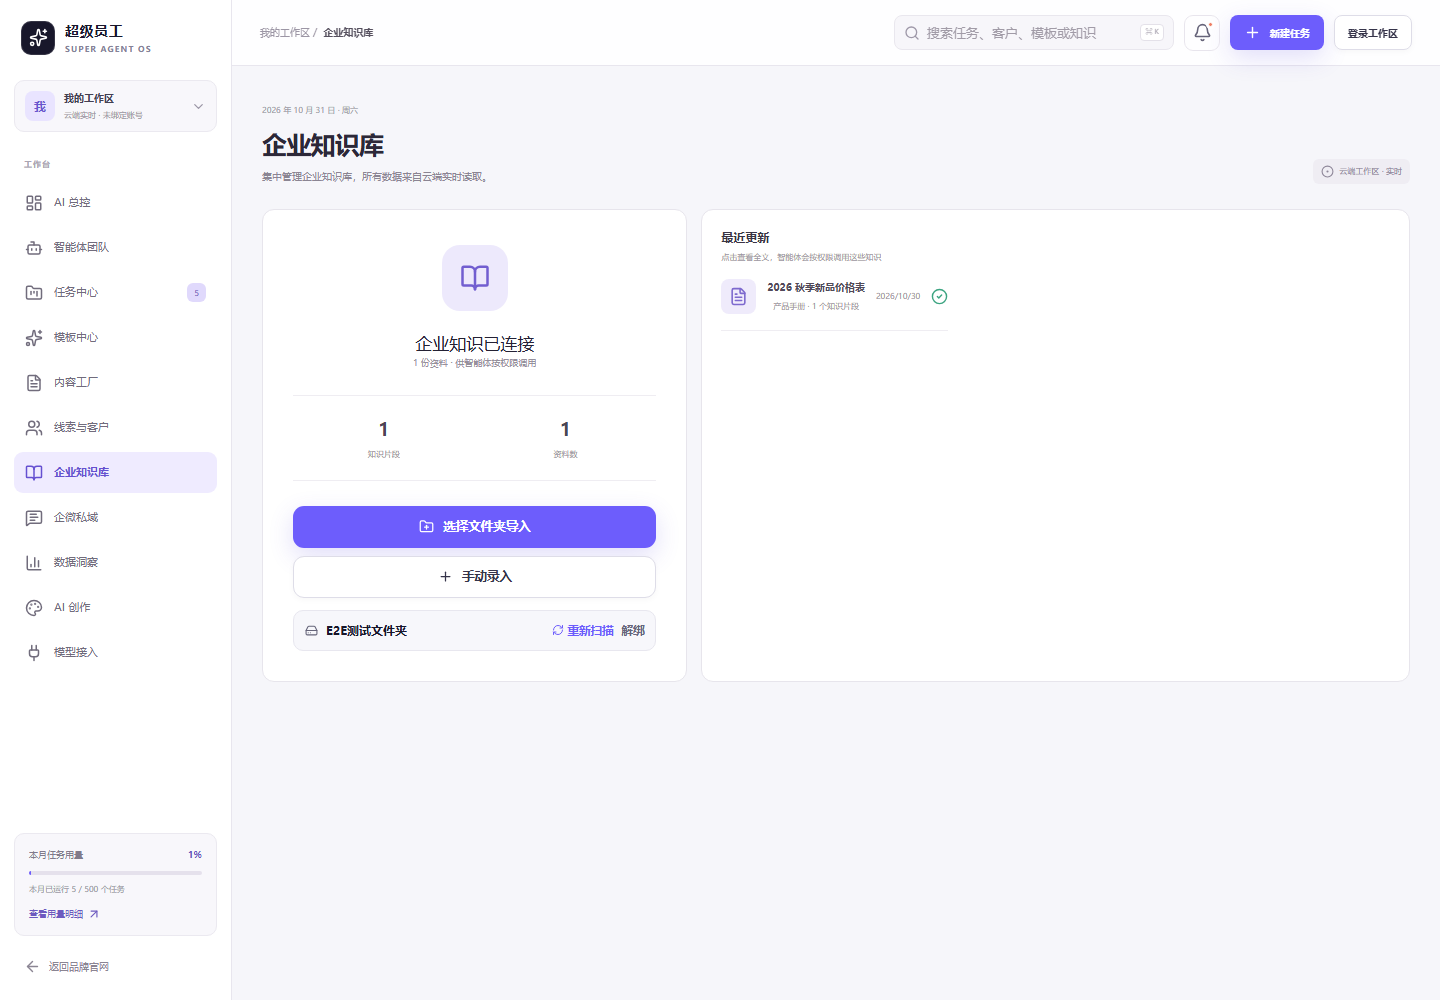 超级员工
SUPER AGENT OS
我
我的工作区
云端实时 · 未绑定账号
工作台
AI 总控
智能体团队
任务中心
5
模板中心
内容工厂
线索与客户
企业知识库
企微私域
数据洞察
AI 创作
模型接入
本月任务用量
1%
本月已运行 5 / 500 个任务
查看用量明细
返回品牌官网
我的工作区 / 企业知识库
搜索任务、客户、模板或知识
⌘ K
新建任务
登录工作区
2026 年 10 月 31 日 · 周六
企业知识库
集中管理企业知识库，所有数据来自云端实时读取。
云端工作区 · 实时
企业知识已连接
1 份资料 · 供智能体按权限调用
1
知识片段
1
资料数
选择文件夹导入
手动录入
E2E测试文件夹
重新扫描
解绑
最近更新
点击查看全文，智能体会按权限调用这些知识
2026 秋季新品价格表
产品手册 · 1 个知识片段
2026/10/30